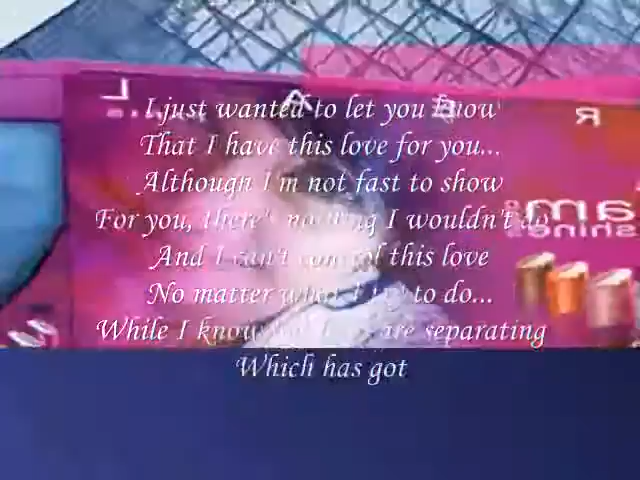 I just wanted to let you know
That I have this love for you...
Although I'm not fast to show
For you, there's nothing I wouldn't do
And I can't control this love
No matter what I try to do...
While I know are separating
Which has got